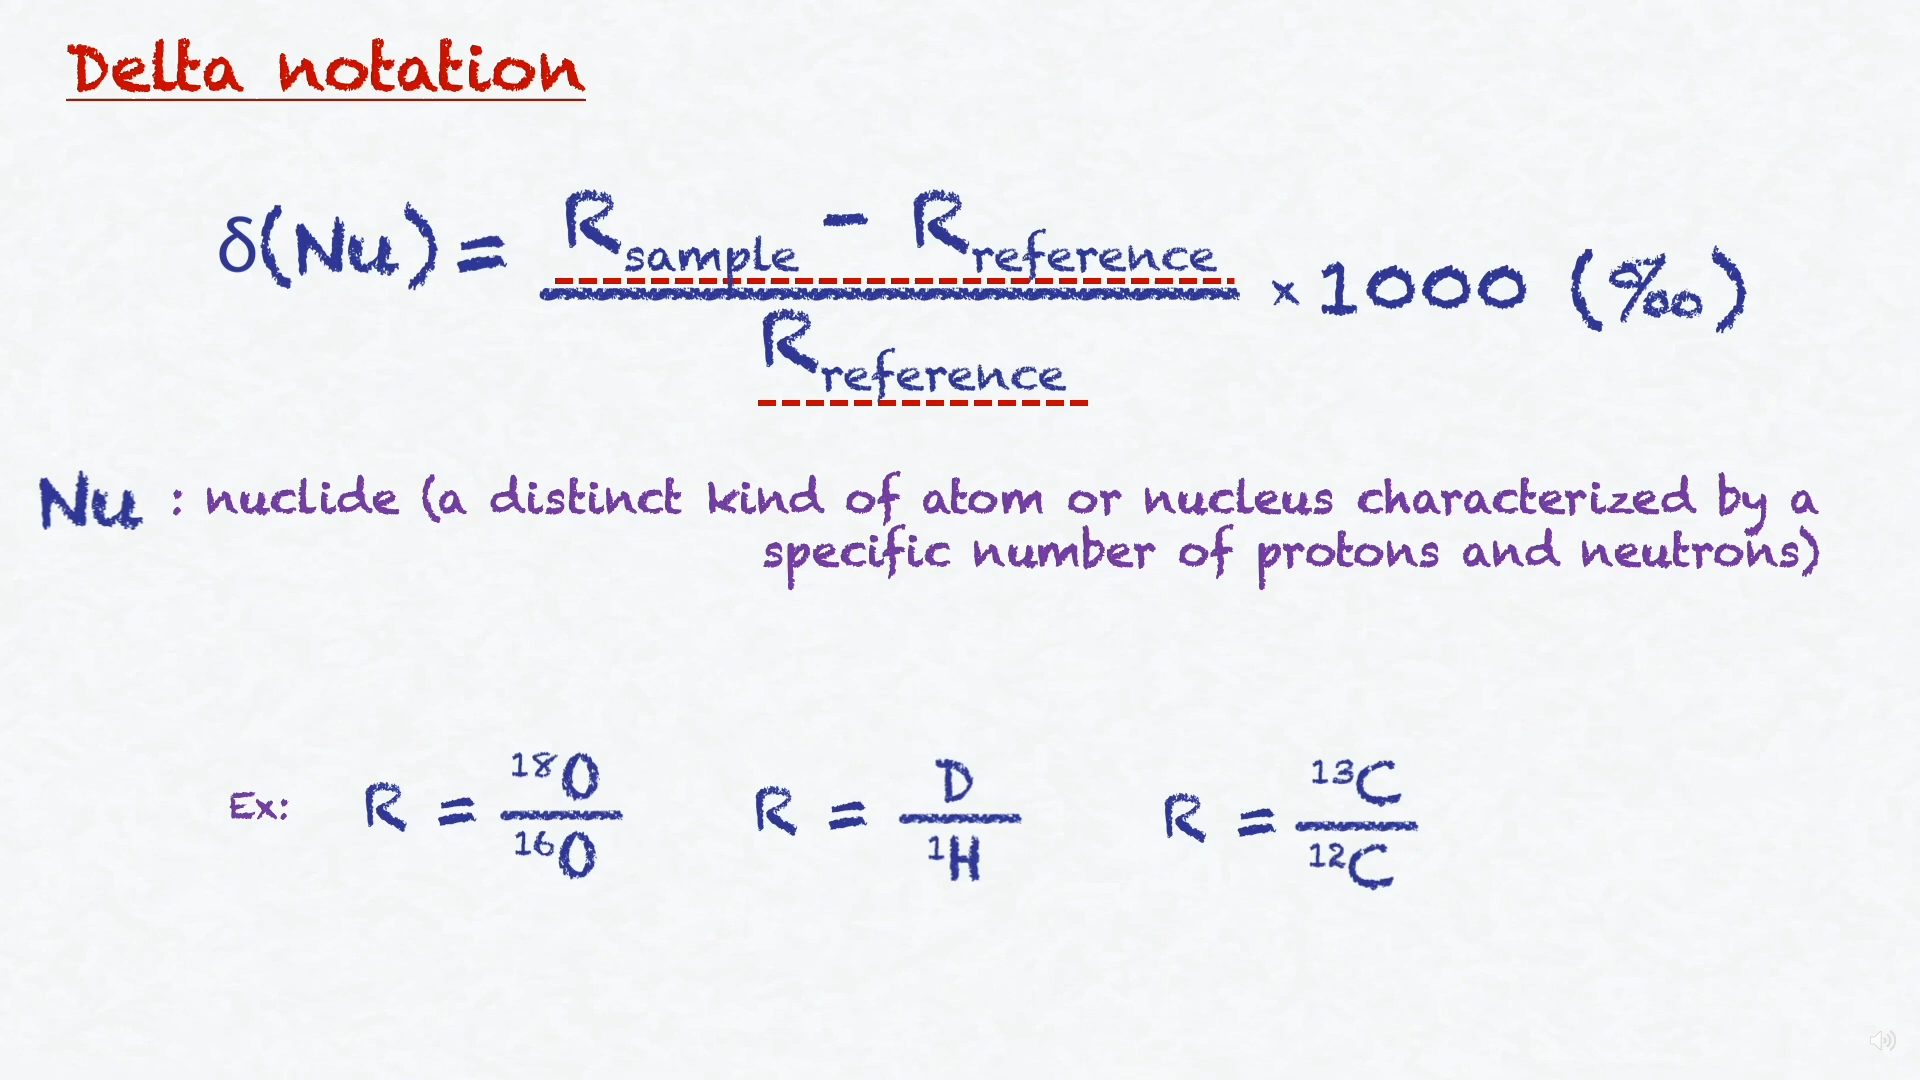 Delta notation
δ(Nu) = (R_sample − R_reference) / R_reference × 1000 (‰)
Nu : nuclide (a distinct kind of atom or nucleus characterized by a
specific number of protons and neutrons)
Ex: R = ¹⁸O / ¹⁶O R = D / ¹H R = ¹³C / ¹²C